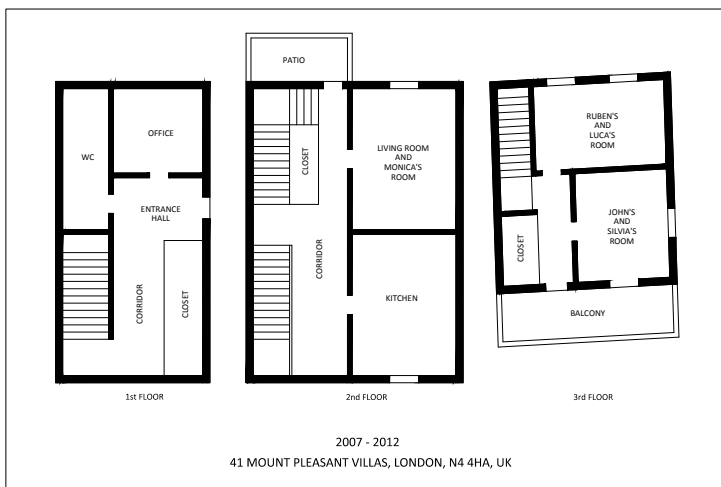 PATIO
WC
OFFICE
ENTRANCE
HALL
CORRIDOR
CLOSET
1st FLOOR
CLOSET
LIVING ROOM
AND
MONICA'S
ROOM
CORRIDOR
KITCHEN
2nd FLOOR
RUBEN'S
AND
LUCA'S
ROOM
JOHN'S
AND
SILVIA'S
ROOM
CLOSET
BALCONY
3rd FLOOR
2007 - 2012
41 MOUNT PLEASANT VILLAS, LONDON, N4 4HA, UK